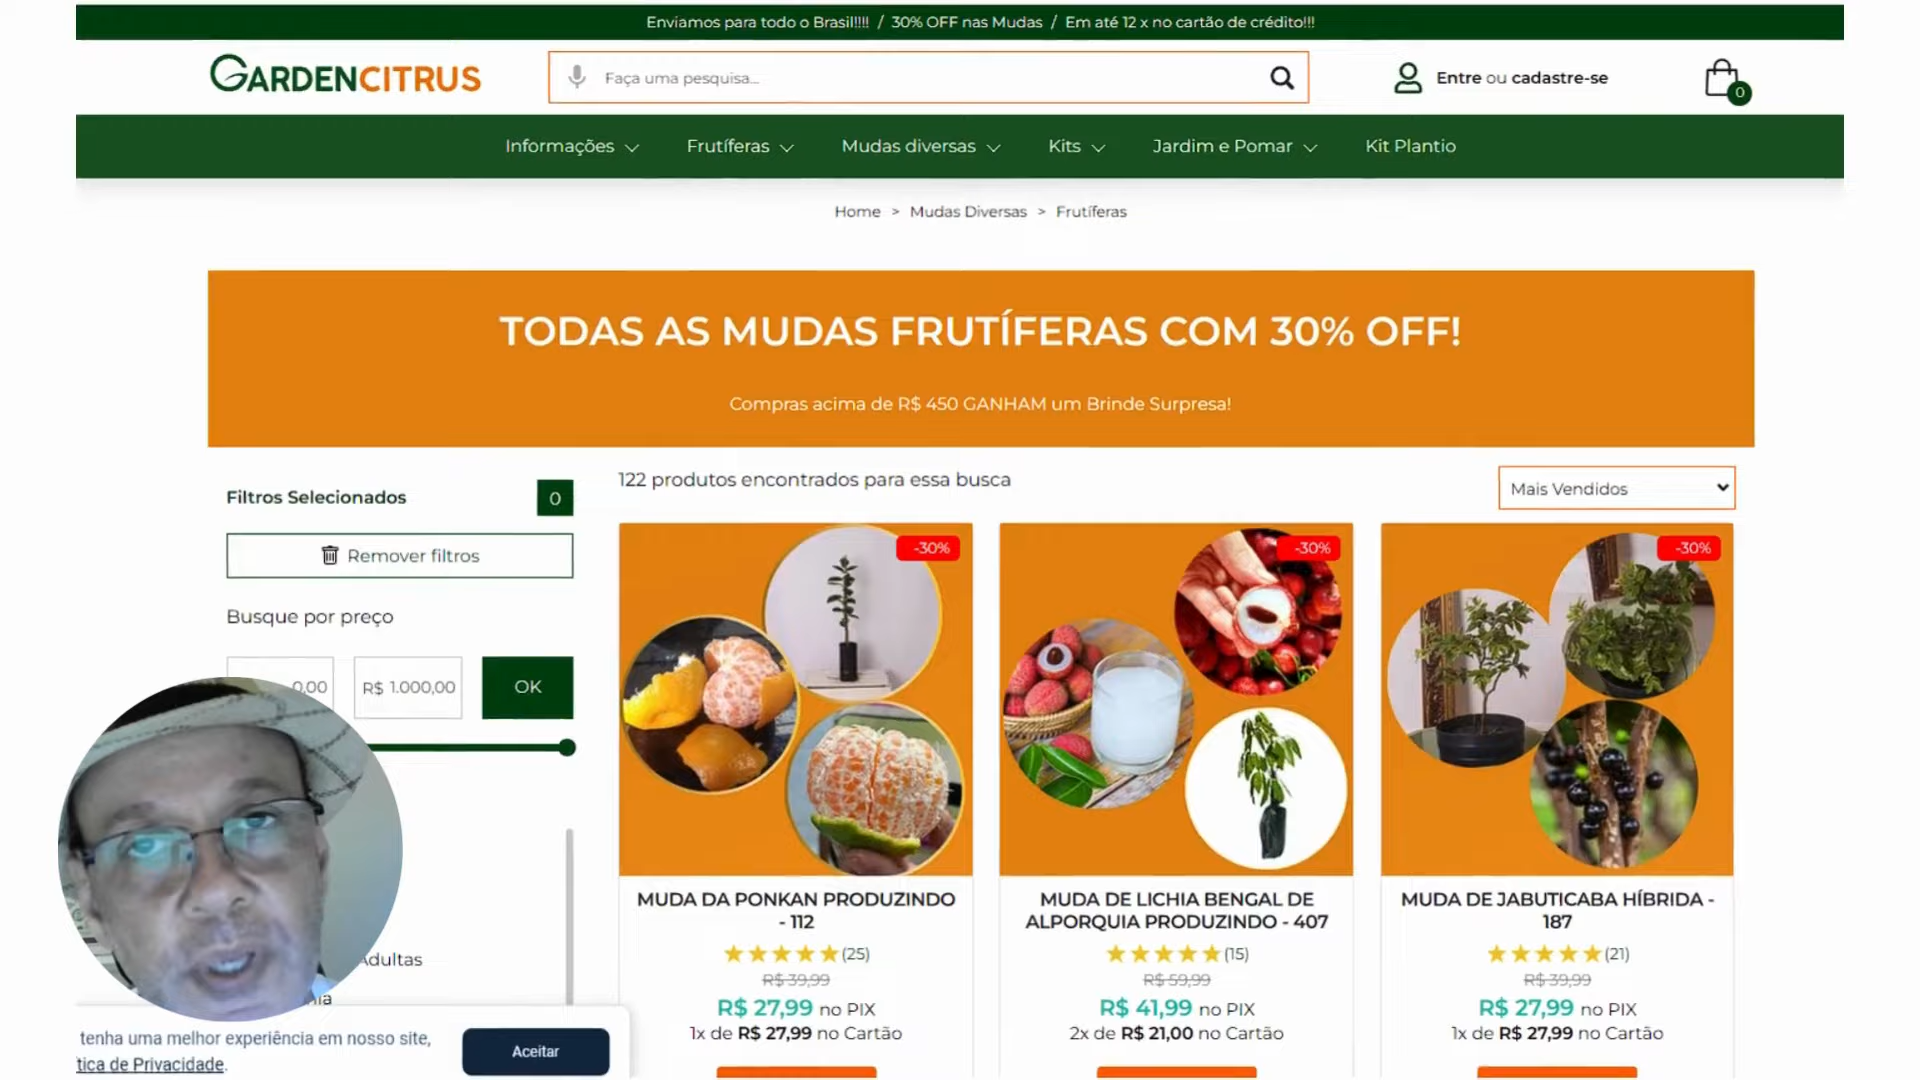 Enviamos para todo o Brasil!!!! / 30% OFF nas Mudas / Em até 12 x no cartão de crédito!!!
GARDENCITRUS
Faça uma pesquisa...
Entre ou cadastre-se
0
Informações
Frutíferas
Mudas diversas
Kits
Jardim e Pomar
Kit Plantio
Home > Mudas Diversas > Frutíferas
TODAS AS MUDAS FRUTÍFERAS COM 30% OFF!
Compras acima de R$ 450 GANHAM um Brinde Surpresa!
Filtros Selecionados
0
Remover filtros
Busque por preço
0,00
R$ 1.000,00
OK
Adultas
122 produtos encontrados para essa busca
Mais Vendidos
-30%
MUDA DA PONKAN PRODUZINDO
- 112
(25)
R$ 39,99
R$ 27,99 no PIX
1x de R$ 27,99 no Cartão
-30%
MUDA DE LICHIA BENGAL DE
ALPORQUIA PRODUZINDO - 407
(15)
R$ 59,99
R$ 41,99 no PIX
2x de R$ 21,00 no Cartão
-30%
MUDA DE JABUTICABA HÍBRIDA -
187
(21)
R$ 39,99
R$ 27,99 no PIX
1x de R$ 27,99 no Cartão
tenha uma melhor experiência em nosso site,
tica de Privacidade.
Aceitar